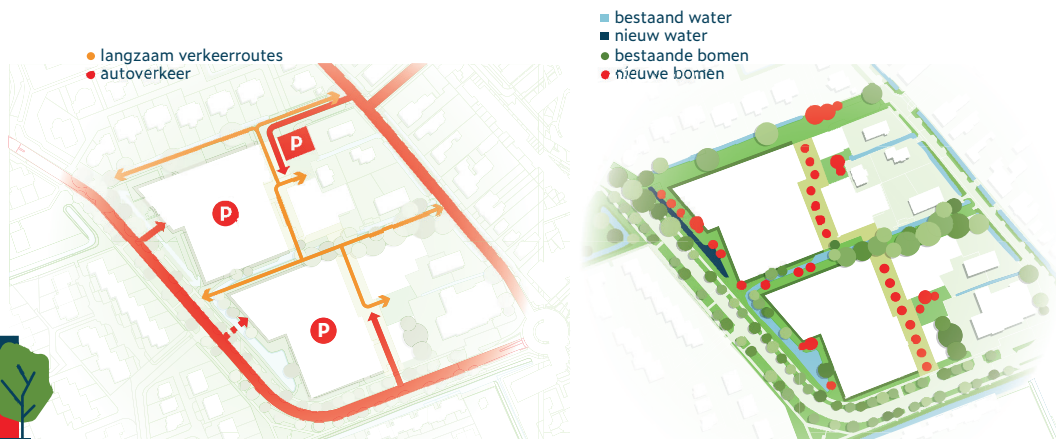 langzaam verkeerroutes
autoverkeer
P
P
P
bestaand water
nieuw water
bestaande bomen
nieuwe bomen